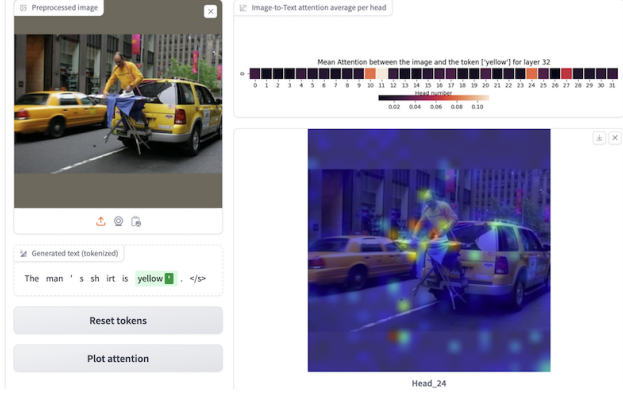 Preprocessed image
Image-to-Text attention average per head
Mean Attention between the image and the token ['yellow'] for layer 32
0
0 1 2 3 4 5 6 7 8 9 10 11 12 13 14 15 16 17 18 19 20 21 22 23 24 25 26 27 28 29 30 31
Head number
0.02 0.04 0.06 0.08 0.10
Generated text (tokenized)
The man ' s sh irt is yellow ' . </s>
Reset tokens
Plot attention
Head_24